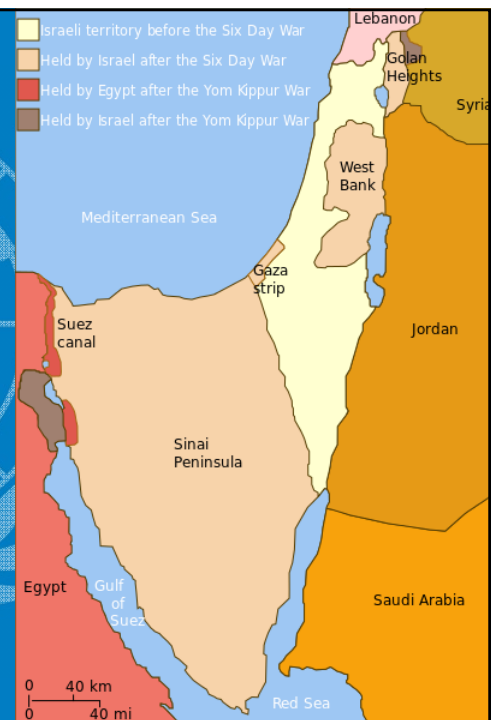 Lebanon
Israeli territory before the Six Day War
Held by Israel after the Six Day War
Held by Egypt after the Yom Kippur War
Held by Israel after the Yom Kippur War
Golan
Heights
Syria
West
Bank
Mediterranean Sea
Gaza
strip
Suez
canal
Jordan
Sinai
Peninsula
Egypt
Gulf
of
Suez
Saudi Arabia
0 40 km
0 40 mi
Red Sea